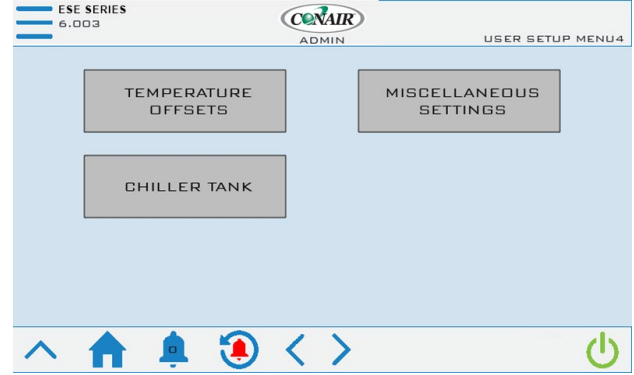 ESE SERIES
6.003
CONAIR
ADMIN
USER SETUP MENU4
TEMPERATURE
OFFSETS
MISCELLANEOUS
SETTINGS
CHILLER TANK
0